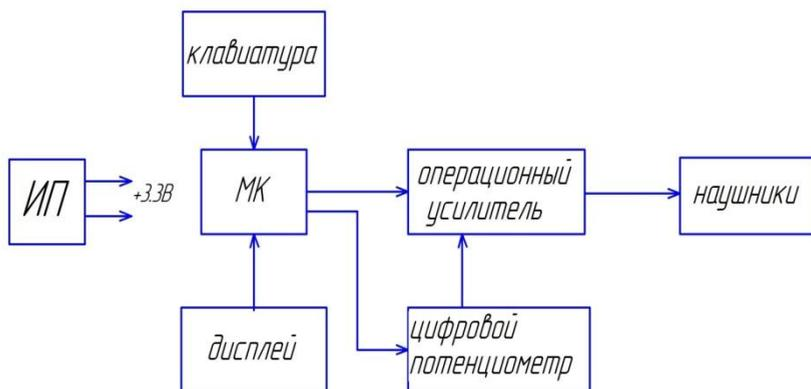 клавиатура
ИП
+3.3В
МК
операционный
усилитель
наушники
дисплей
цифровой
потенциометр